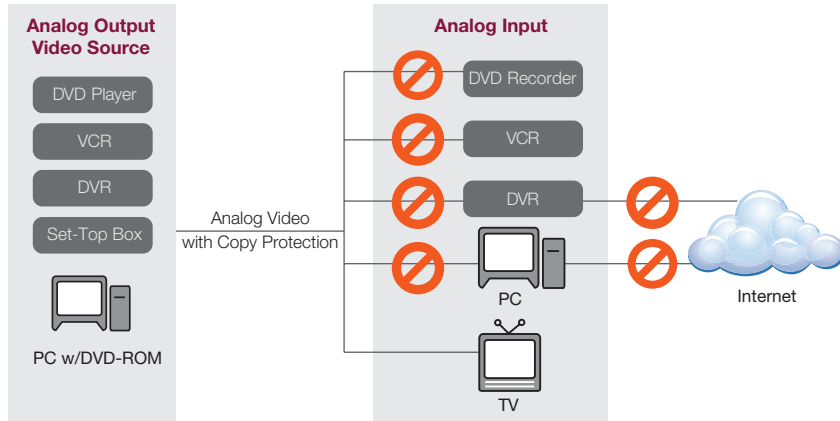 Analog Output
Video Source
DVD Player
VCR
DVR
Set-Top Box
PC w/DVD-ROM
Analog Video
with Copy Protection
Analog Input
DVD Recorder
VCR
DVR
PC
TV
Internet